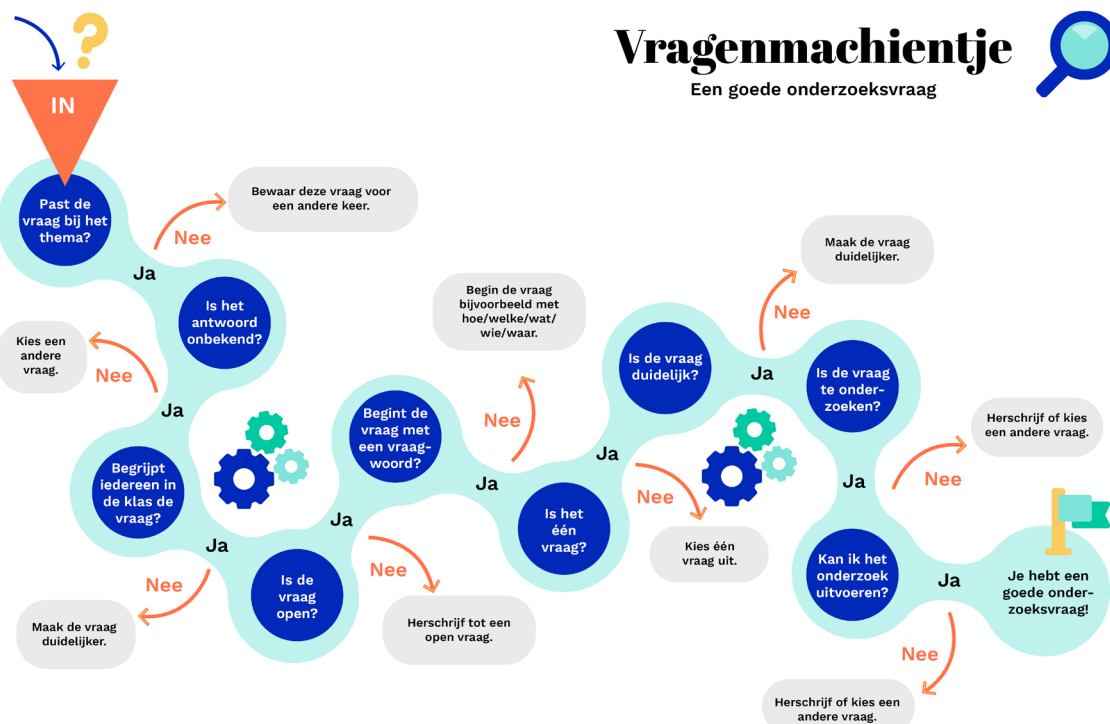 Vragenmachientje
Een goede onderzoeksvraag
IN
Past de
vraag bij het
thema?
Nee
Bewaar deze vraag voor
een andere keer.
Ja
Is het
antwoord
onbekend?
Nee
Kies een
andere
vraag.
Ja
Begrijpt
iedereen in
de klas de
vraag?
Nee
Maak de vraag
duidelijker.
Ja
Is de
vraag
open?
Nee
Herschrijf tot een
open vraag.
Ja
Begint de
vraag met
een vraag-
woord?
Nee
Begin de vraag
bijvoorbeeld met
hoe/welke/wat/
wie/waar.
Ja
Is het
één
vraag?
Nee
Kies één
vraag uit.
Ja
Is de vraag
duidelijk?
Nee
Maak de vraag
duidelijker.
Ja
Is de vraag
te onder-
zoeken?
Nee
Herschrijf of kies
een andere vraag.
Ja
Kan ik het
onderzoek
uitvoeren?
Nee
Herschrijf of kies een
andere vraag.
Ja
Je hebt een
goede onder-
zoeksvraag!